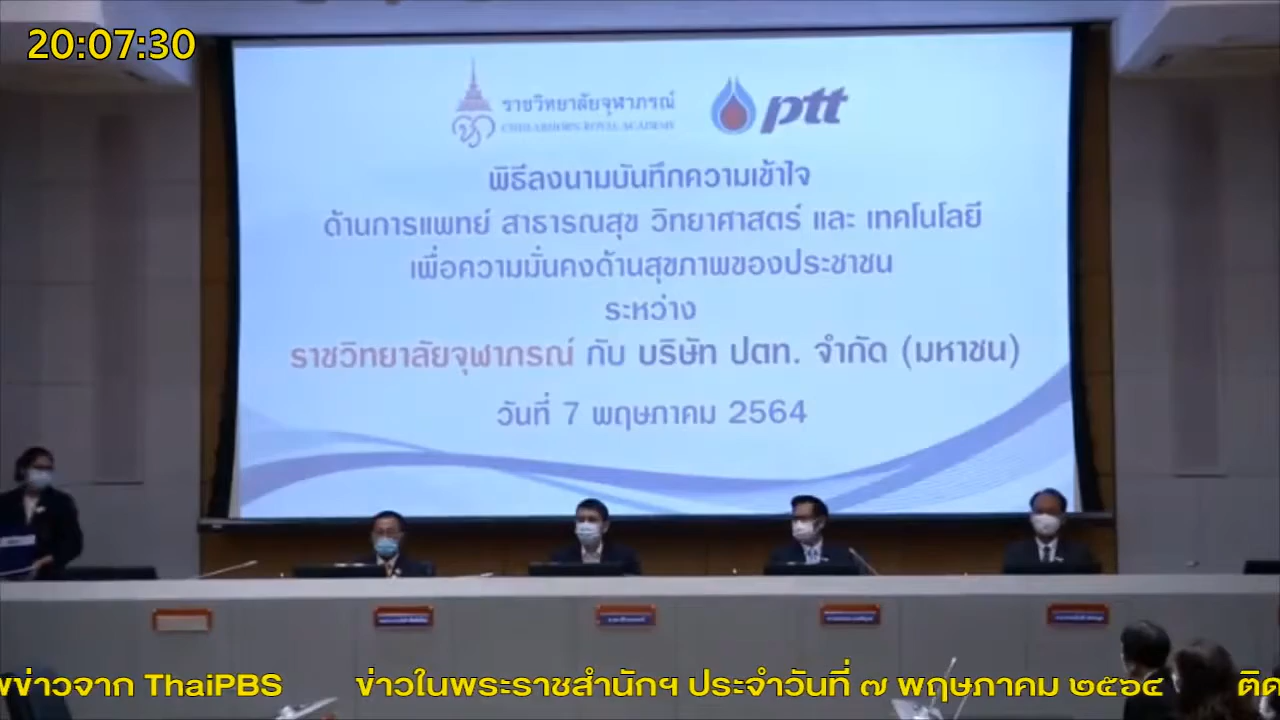 20:07:30
ราชวิทยาลัยจุฬาภรณ์
CHULABHORN ROYAL ACADEMY
ptt
พิธีลงนามบันทึกความเข้าใจ
ด้านการแพทย์ สาธารณสุข วิทยาศาสตร์ และ เทคโนโลยี
เพื่อความมั่นคงด้านสุขภาพของประชาชน
ระหว่าง
ราชวิทยาลัยจุฬาภรณ์ กับ บริษัท ปตท. จำกัด (มหาชน)
วันที่ 7 พฤษภาคม 2564
ข่าวจาก ThaiPBS ข่าวในพระราชสำนักฯ ประจำวันที่ ๗ พฤษภาคม ๒๕๖๔ ติด